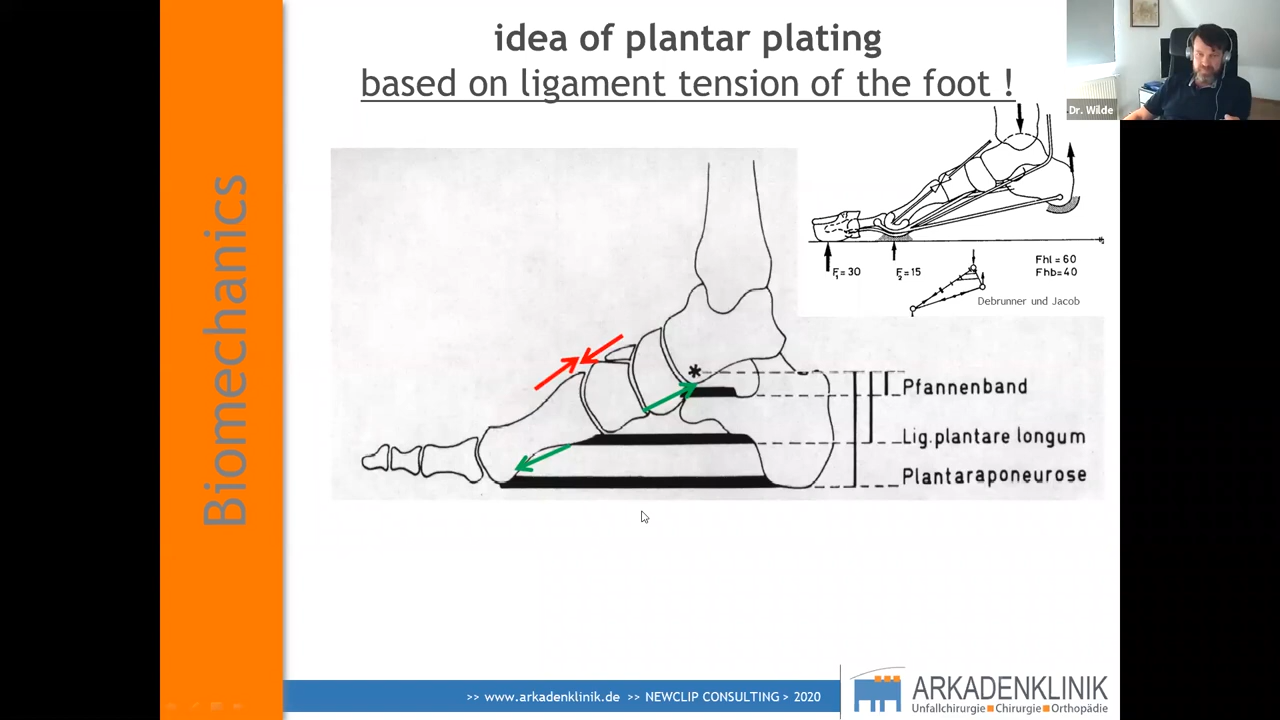 idea of plantar plating
based on ligament tension of the foot !
Dr. Wilde
Biomechanics
F₁= 30
F₂= 15
Fhl = 60
Fhb = 40
Debrunner und Jacob
*
Pfannenband
Lig.plantare longum
Plantaraponeurose
>> www.arkadenklinik.de >> NEWCLIP CONSULTING > 2020
ARKADENKLINIK
Unfallchirurgie ■ Chirurgie ■ Orthopädie